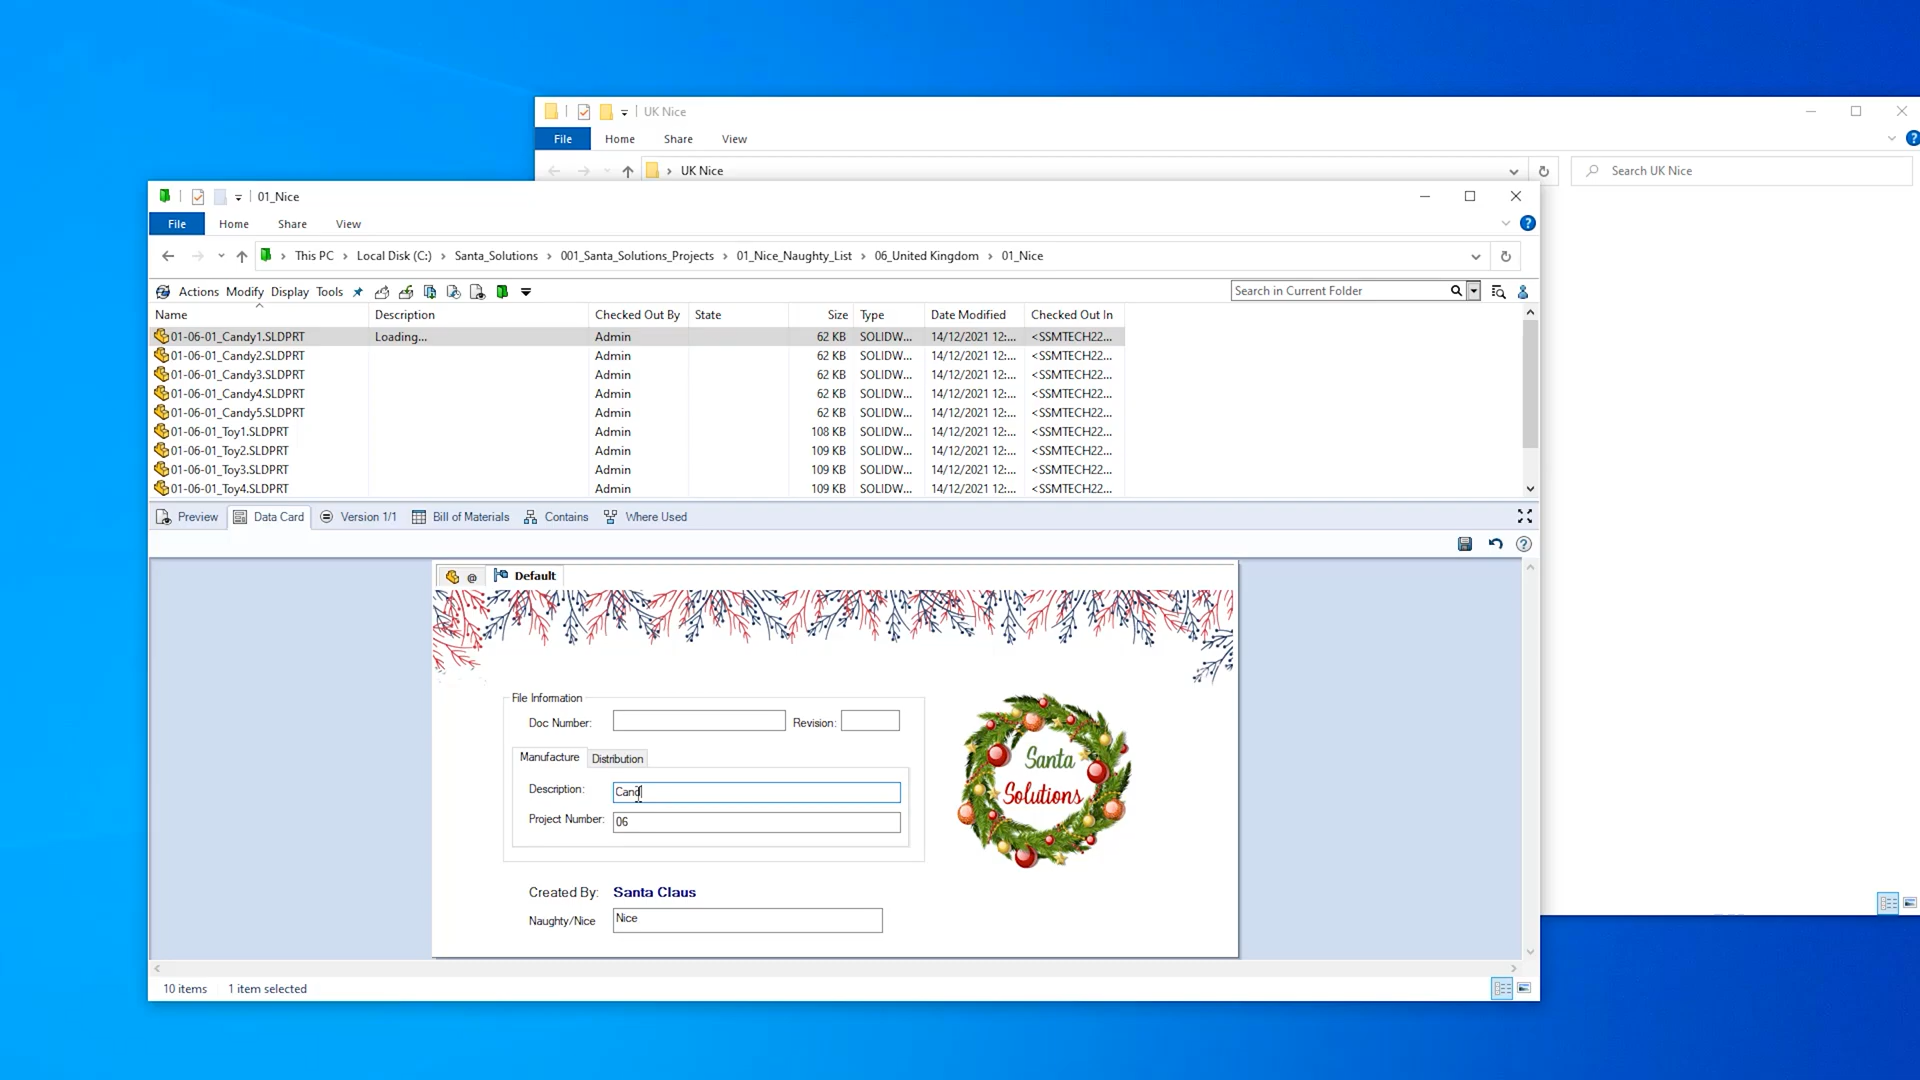 UK Nice
File Home Share View
UK Nice
Search UK Nice
01_Nice
File Home Share View
This PC Local Disk (C:) Santa_Solutions 001_Santa_Solutions_Projects 01_Nice_Naughty_List 06_United Kingdom 01_Nice
Actions Modify Display Tools
Search in Current Folder
Name Description Checked Out By State Size Type Date Modified Checked Out In
01-06-01_Candy1.SLDPRT Loading... Admin 62 KB SOLIDW... 14/12/2021 12:... <SSMTECH22...
01-06-01_Candy2.SLDPRT Admin 62 KB SOLIDW... 14/12/2021 12:... <SSMTECH22...
01-06-01_Candy3.SLDPRT Admin 62 KB SOLIDW... 14/12/2021 12:... <SSMTECH22...
01-06-01_Candy4.SLDPRT Admin 62 KB SOLIDW... 14/12/2021 12:... <SSMTECH22...
01-06-01_Candy5.SLDPRT Admin 62 KB SOLIDW... 14/12/2021 12:... <SSMTECH22...
01-06-01_Toy1.SLDPRT Admin 108 KB SOLIDW... 14/12/2021 12:... <SSMTECH22...
01-06-01_Toy2.SLDPRT Admin 109 KB SOLIDW... 14/12/2021 12:... <SSMTECH22...
01-06-01_Toy3.SLDPRT Admin 109 KB SOLIDW... 14/12/2021 12:... <SSMTECH22...
01-06-01_Toy4.SLDPRT Admin 109 KB SOLIDW... 14/12/2021 12:... <SSMTECH22...
Preview Data Card Version 1/1 Bill of Materials Contains Where Used
@ Default
File Information
Doc Number: Revision:
Manufacture Distribution
Description: Cand
Project Number: 06
Santa
Solutions
Created By: Santa Claus
Naughty/Nice Nice
10 items 1 item selected